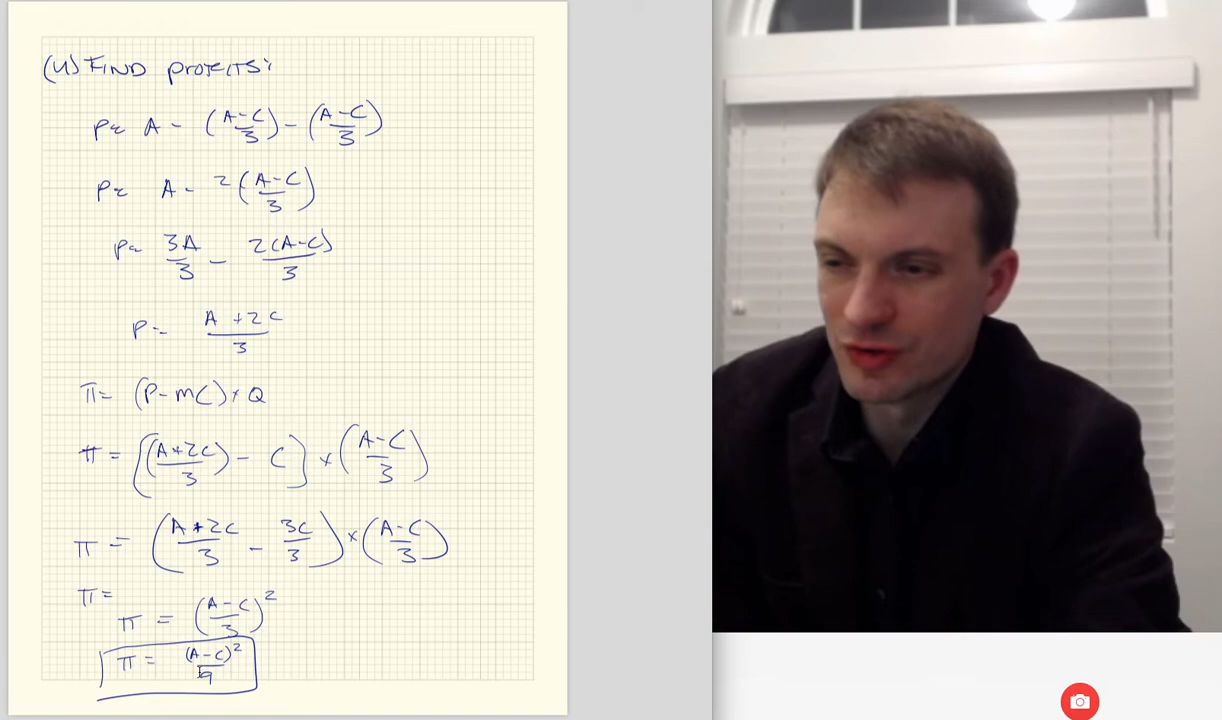 (4) FIND PROFITS:
P= A - (A-C/3) - (A-C/3)
P= A - 2(A-C/3)
P= 3A/3 - 2(A-C)/3
P= A+2C/3
π= (P-MC)×Q
π= [(A+2C/3) - C] × (A-C/3)
π= (A+2C/3 - 3C/3) × (A-C/3)
π=
π = (A-C/3)²
π= (A-C)²/9